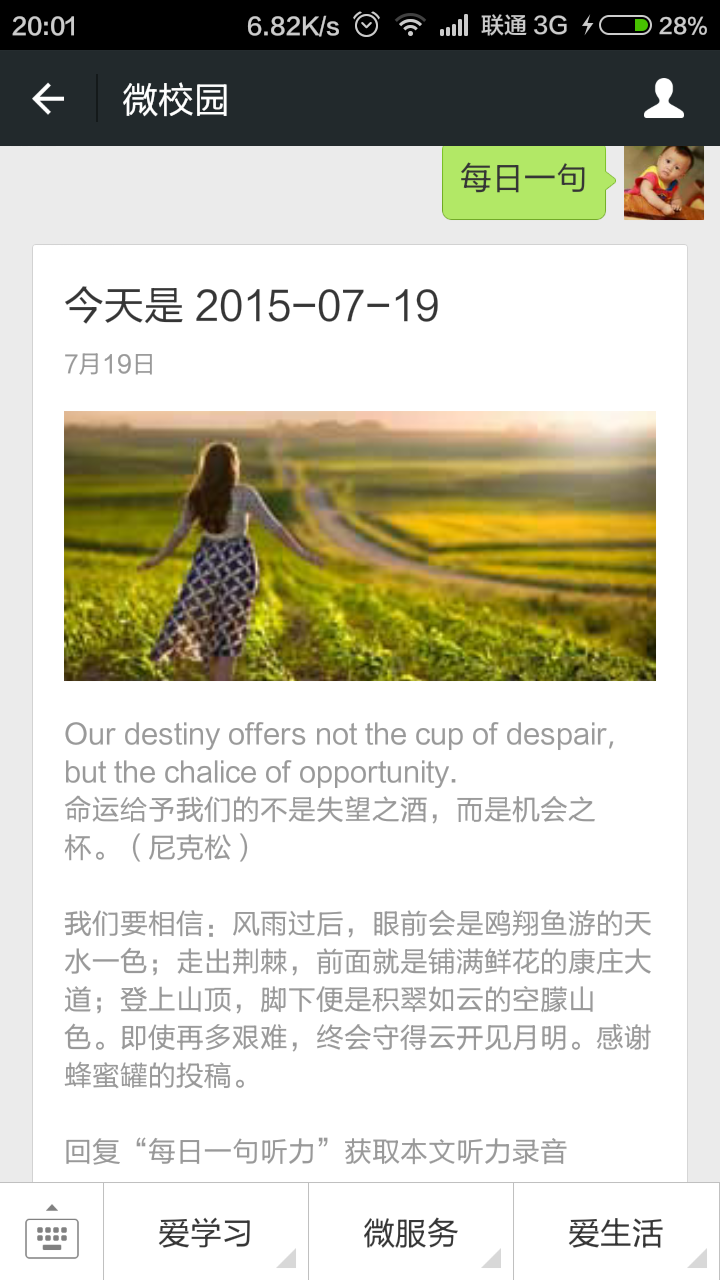 20:01 6.82K/s 联通 3G 28%
微校园
每日一句
今天是 2015-07-19
7月19日
Our destiny offers not the cup of despair,
but the chalice of opportunity.
命运给予我们的不是失望之酒，而是机会之
杯。（尼克松）
我们要相信：风雨过后，眼前会是鸥翔鱼游的天
水一色；走出荆棘，前面就是铺满鲜花的康庄大
道；登上山顶，脚下便是积翠如云的空朦山
色。即使再多艰难，终会守得云开见月明。感谢
蜂蜜罐的投稿。
回复“每日一句听力”获取本文听力录音
爱学习 微服务 爱生活